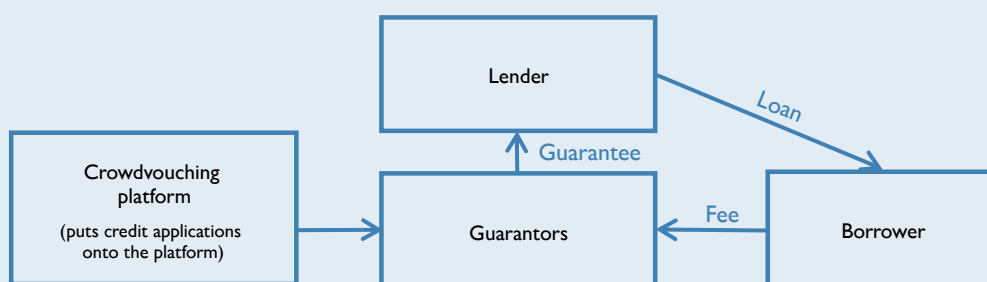 Lender
Loan
Guarantee
Crowdvouching
platform
(puts credit applications
onto the platform)
Guarantors
Fee
Borrower